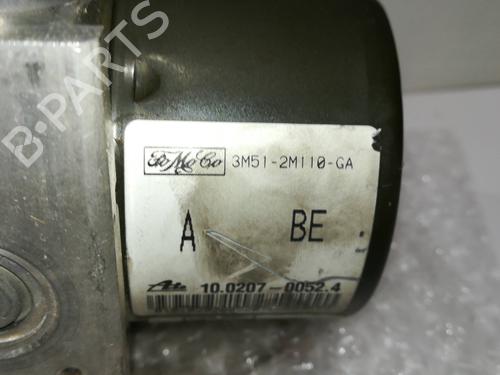 B-PARTS
FoMoCo 3M51-2M110-GA
A BE
Ate 10.0207-0052.4